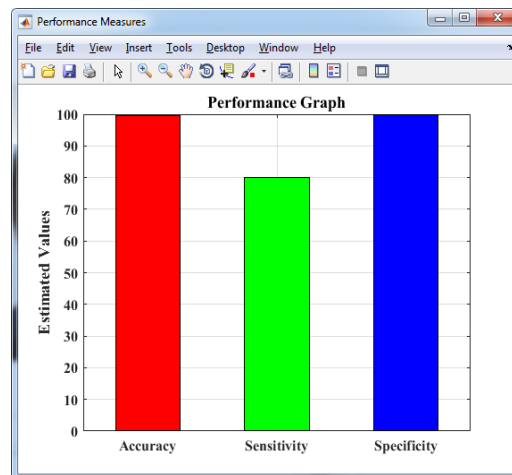 Performance Measures
File Edit View Insert Tools Desktop Window Help
Performance Graph
100
90
80
70
60
50
40
30
20
10
0
Estimated Values
Accuracy Sensitivity Specificity